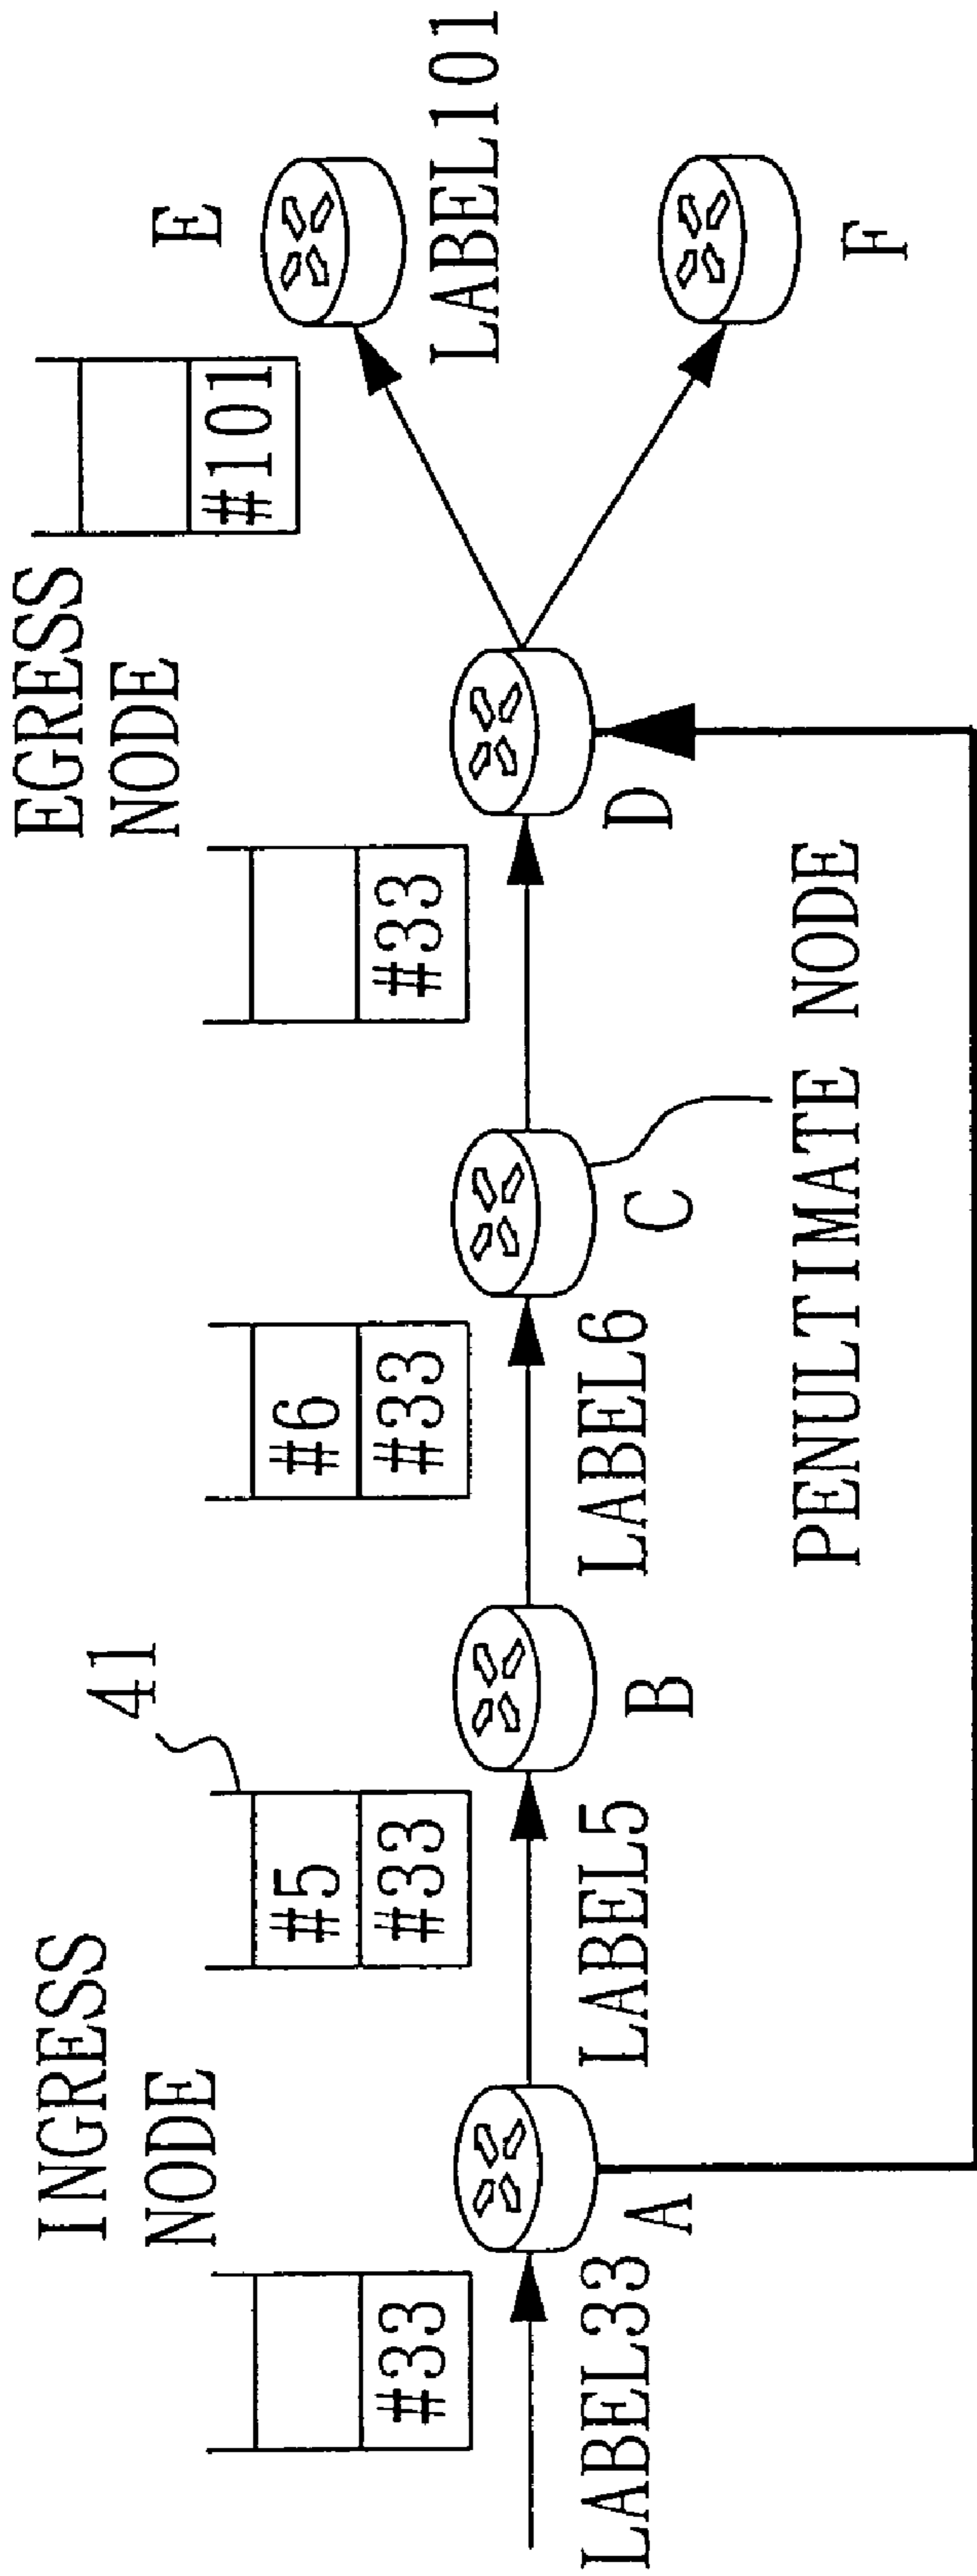 INGRESS
NODE
EGRESS
NODE
41
#33
#5
#33
#6
#33
#33
#101
E
LABEL33
A
LABEL5
B
LABEL6
C
D
LABEL101
F
PENULTIMATE NODE